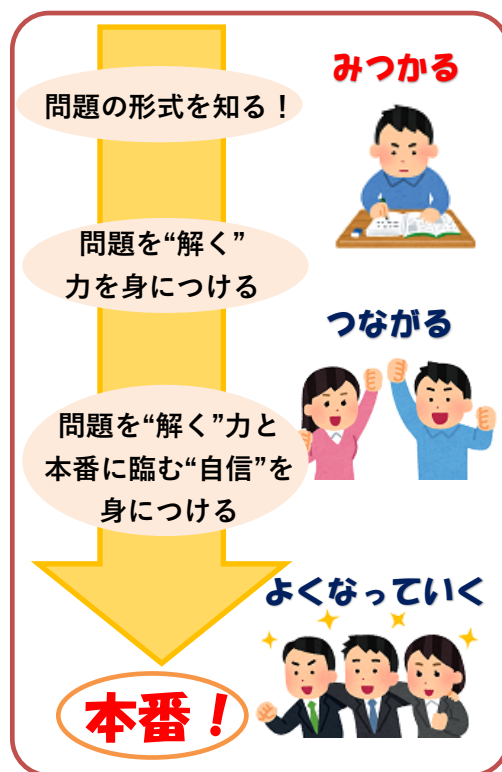 みつかる
問題の形式を知る！
問題を“解く”
力を身につける
つながる
問題を“解く”力と
本番に臨む“自信”を
身につける
よくなっていく
本番！